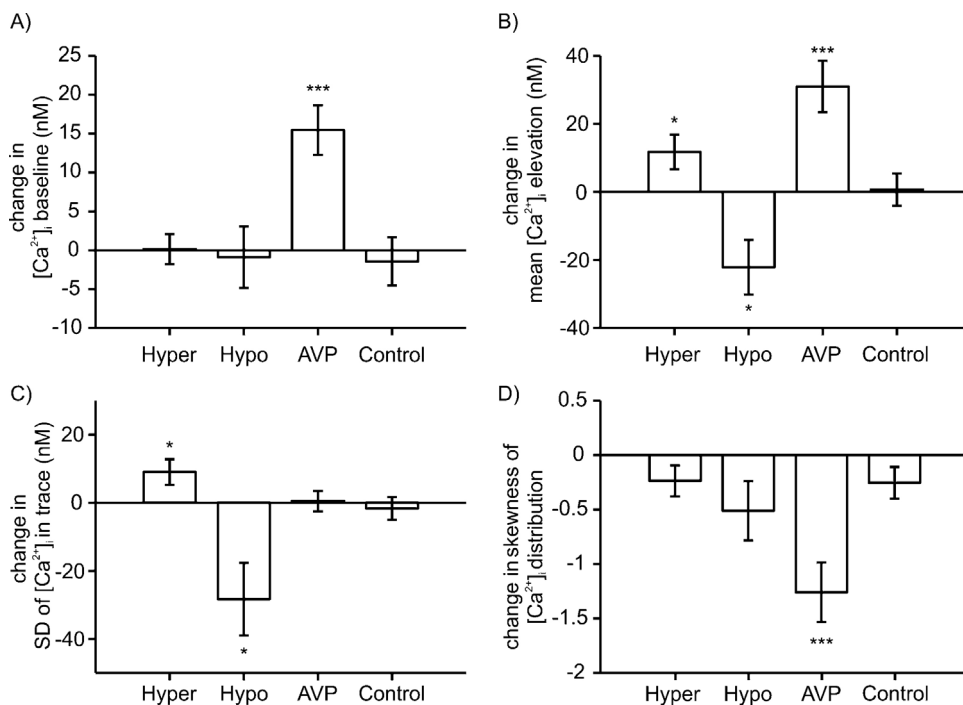 A)
change in
[Ca²⁺]ᵢ baseline (nM)
25
20
15
10
5
0
-5
-10
***
Hyper Hypo AVP Control
B)
change in
mean [Ca²⁺]ᵢ elevation (nM)
40
20
0
-20
-40
*
*
***
Hyper Hypo AVP Control
C)
change in
SD of [Ca²⁺]ᵢ in trace (nM)
20
0
-20
-40
*
*
Hyper Hypo AVP Control
D)
change in skewness of
[Ca²⁺]ᵢ distribution
0.5
0
-0.5
-1
-1.5
-2
***
Hyper Hypo AVP Control